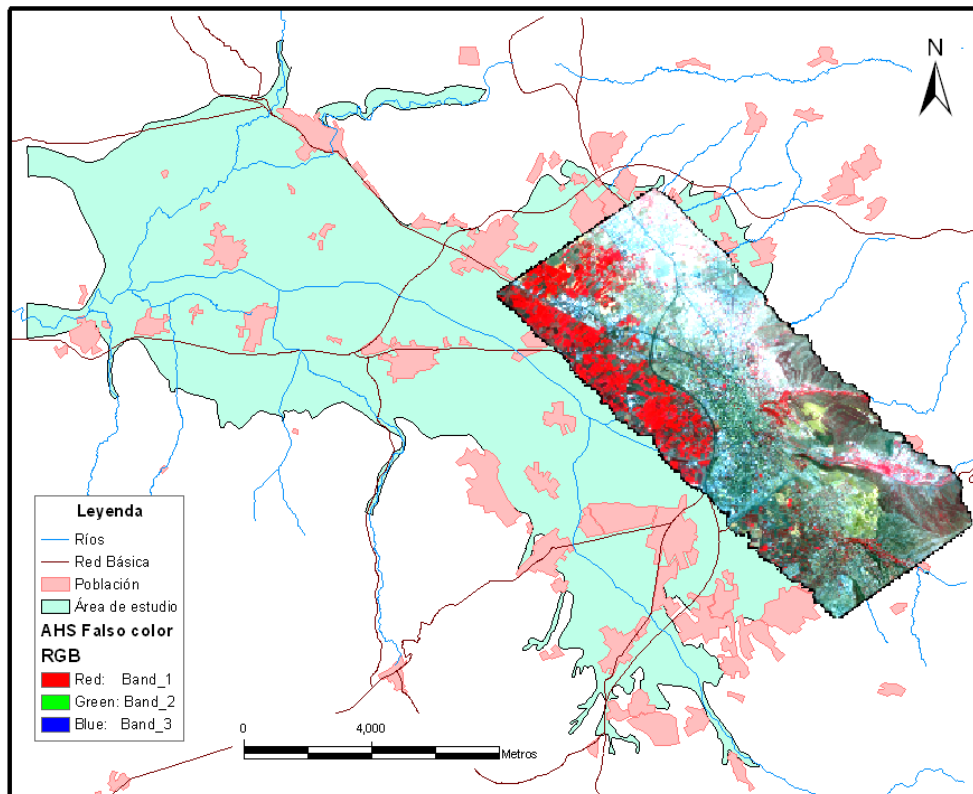 N
Leyenda
Ríos
Red Básica
Población
Área de estudio
AHS Falso color
RGB
Red: Band_1
Green: Band_2
Blue: Band_3
0 4,000
Metros